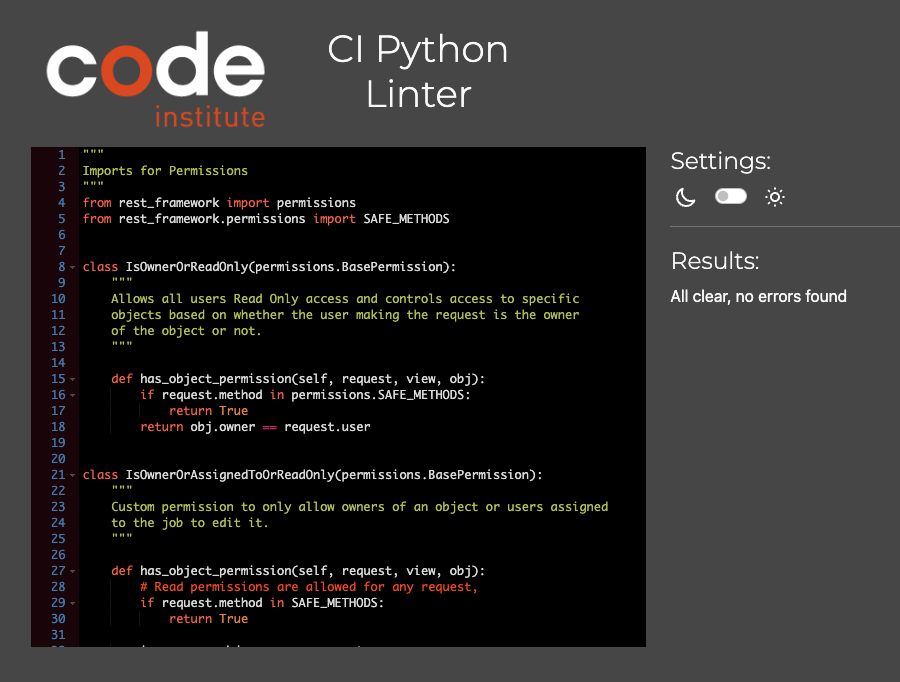 code
institute
CI Python
Linter
1 """
2 Imports for Permissions
3 """
4 from rest_framework import permissions
5 from rest_framework.permissions import SAFE_METHODS
6
7
8 class IsOwnerOrReadOnly(permissions.BasePermission):
9     """
10     Allows all users Read Only access and controls access to specific
11     objects based on whether the user making the request is the owner
12     of the object or not.
13     """
14
15     def has_object_permission(self, request, view, obj):
16         if request.method in permissions.SAFE_METHODS:
17             return True
18         return obj.owner == request.user
19
20
21 class IsOwnerOrAssignedToOrReadOnly(permissions.BasePermission):
22     """
23     Custom permission to only allow owners of an object or users assigned
24     to the job to edit it.
25     """
26
27     def has_object_permission(self, request, view, obj):
28         # Read permissions are allowed for any request,
29         if request.method in SAFE_METHODS:
30             return True
31
Settings:
Results:
All clear, no errors found